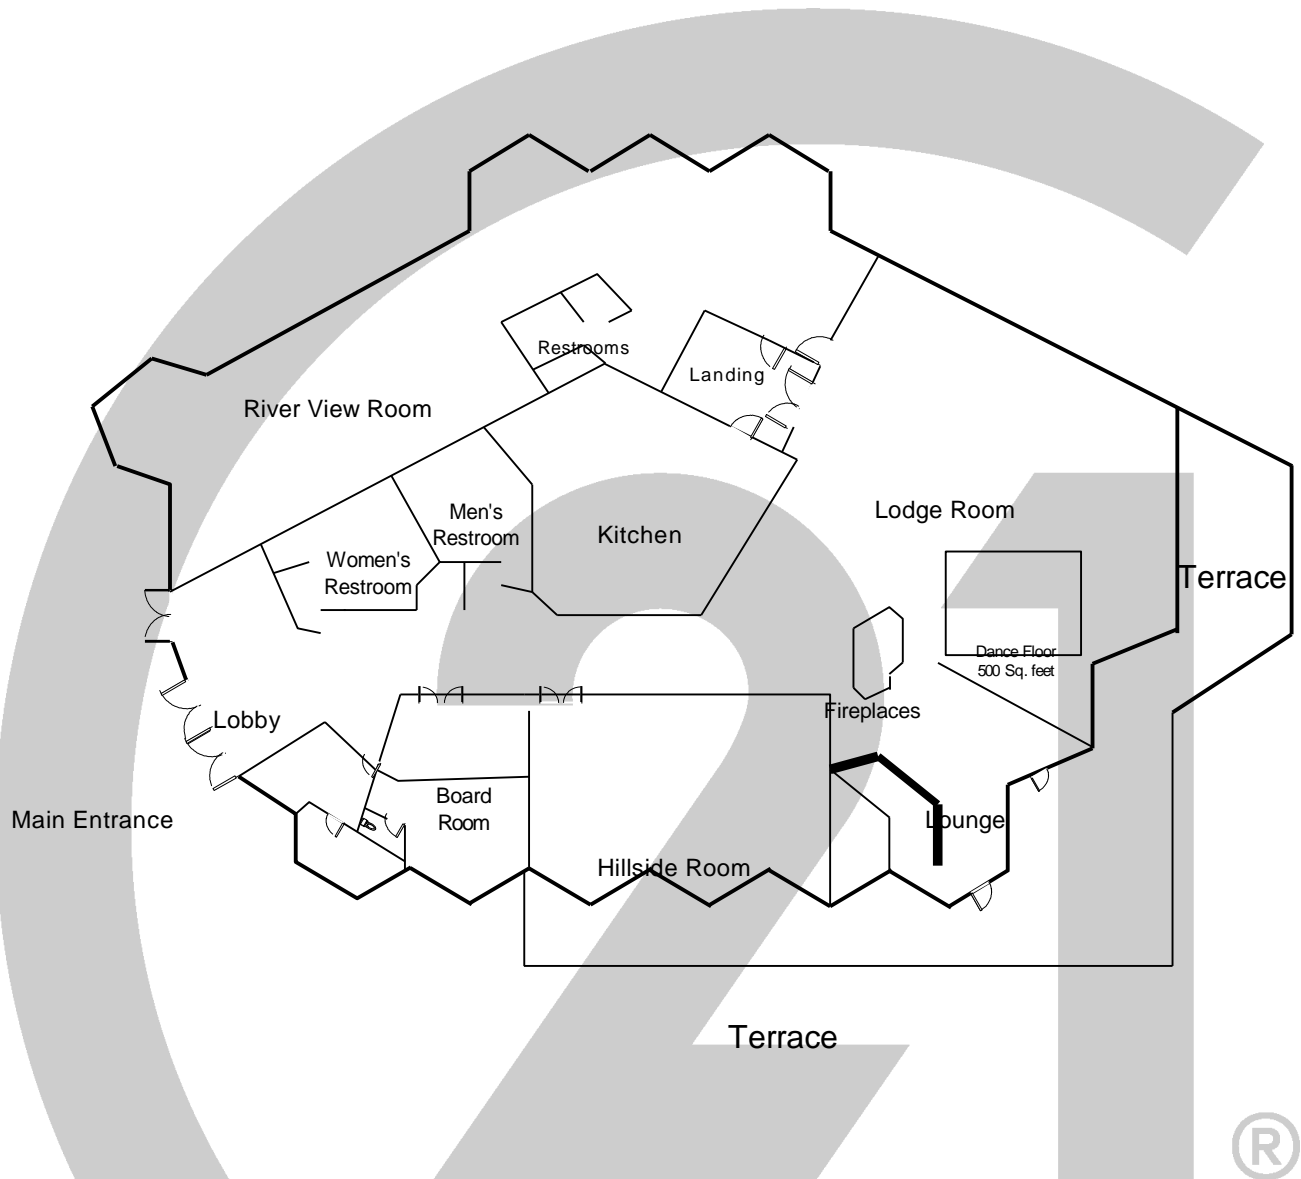 Restrooms
Landing
River View Room
Men's
Restroom
Lodge Room
Kitchen
Women's
Restroom
Terrace
Dance Floor
500 Sq. feet
Fireplaces
Lobby
Board
Room
Main Entrance
Lounge
Hillside Room
Terrace
21
®